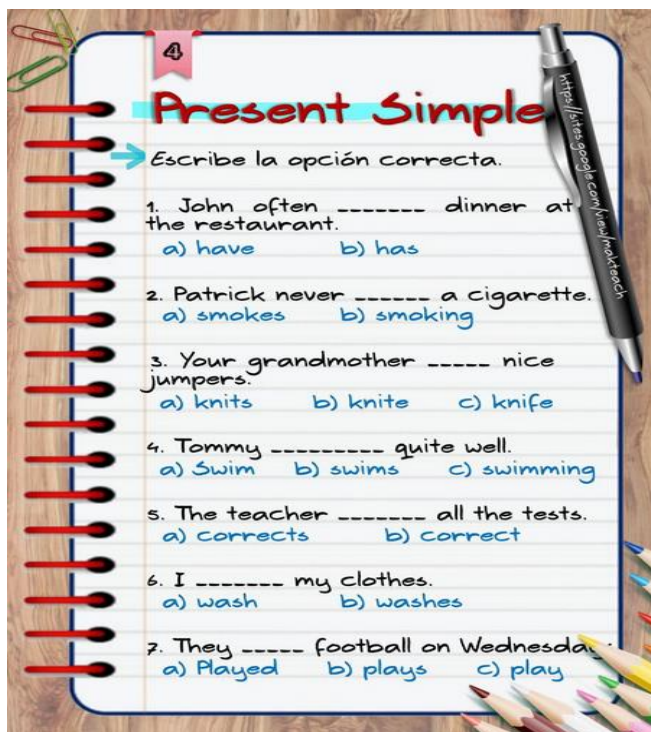 4
Present Simple
Escribe la opción correcta.
1. John often _______ dinner at
the restaurant.
a) have b) has
2. Patrick never ______ a cigarette.
a) smokes b) smoking
3. Your grandmother _____ nice
jumpers.
a) knits b) knite c) knife
4. Tommy _________ quite well.
a) Swim b) swims c) swimming
5. The teacher _______ all the tests.
a) corrects b) correct
6. I _______ my clothes.
a) wash b) washes
7. They _____ football on Wednesday.
a) Played b) plays c) play
https://sites.google.com/view/makteach